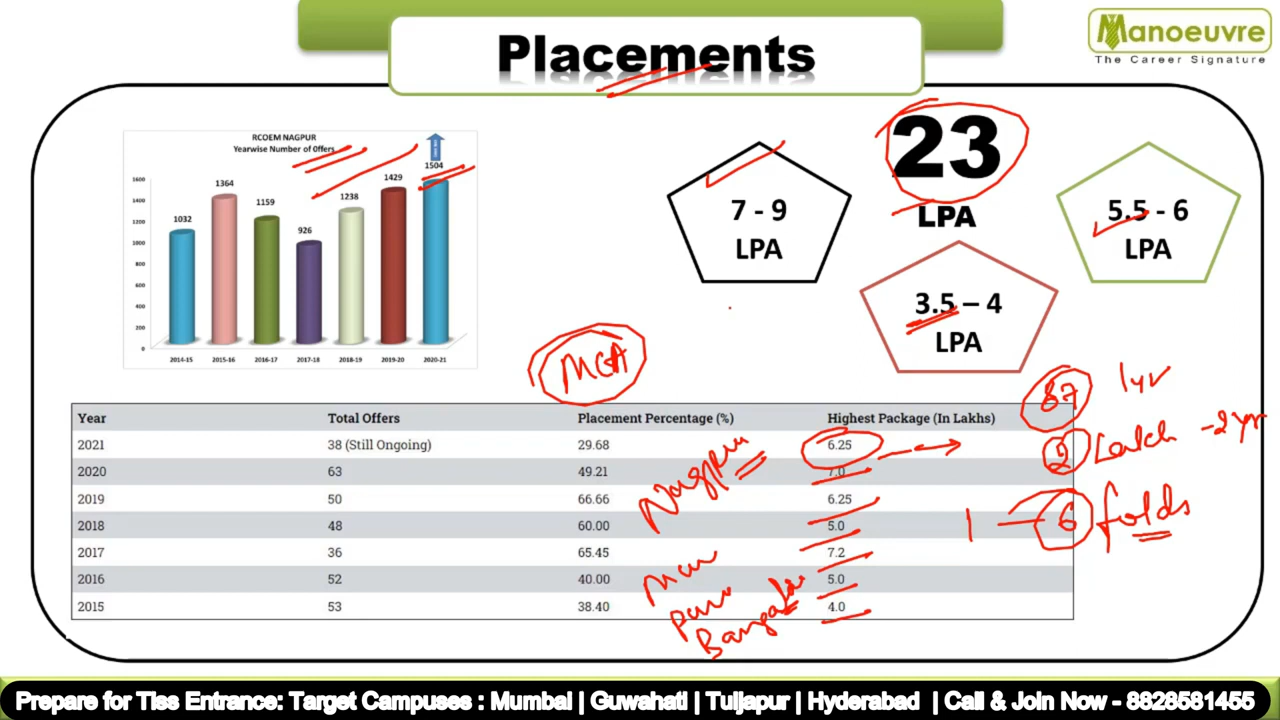 Placements
Manoeuvre
The Career Signature
RCOEM NAGPUR
Yearwise Number of Offers
1504
1429
1364
1238
1159
1032
926
1600
1400
1200
1000
800
600
400
200
0
2014-15 2015-16 2016-17 2017-18 2018-19 2019-20 2020-21
23
LPA
7 - 9
LPA
5.5 - 6
LPA
3.5 – 4
LPA
MCA
87 1yr
2 Lakh -2yr
1 — 6 folds
Year Total Offers Placement Percentage (%) Highest Package (In Lakhs)
2021 38 (Still Ongoing) 29.68 6.25
2020 63 49.21 7.0
2019 50 66.66 6.25
2018 48 60.00 5.0
2017 36 65.45 7.2
2016 52 40.00 5.0
2015 53 38.40 4.0
Nagpur
Prepare for Tiss Entrance: Target Campuses : Mumbai | Guwahati | Tuljapur | Hyderabad | Call & Join Now - 8828581455